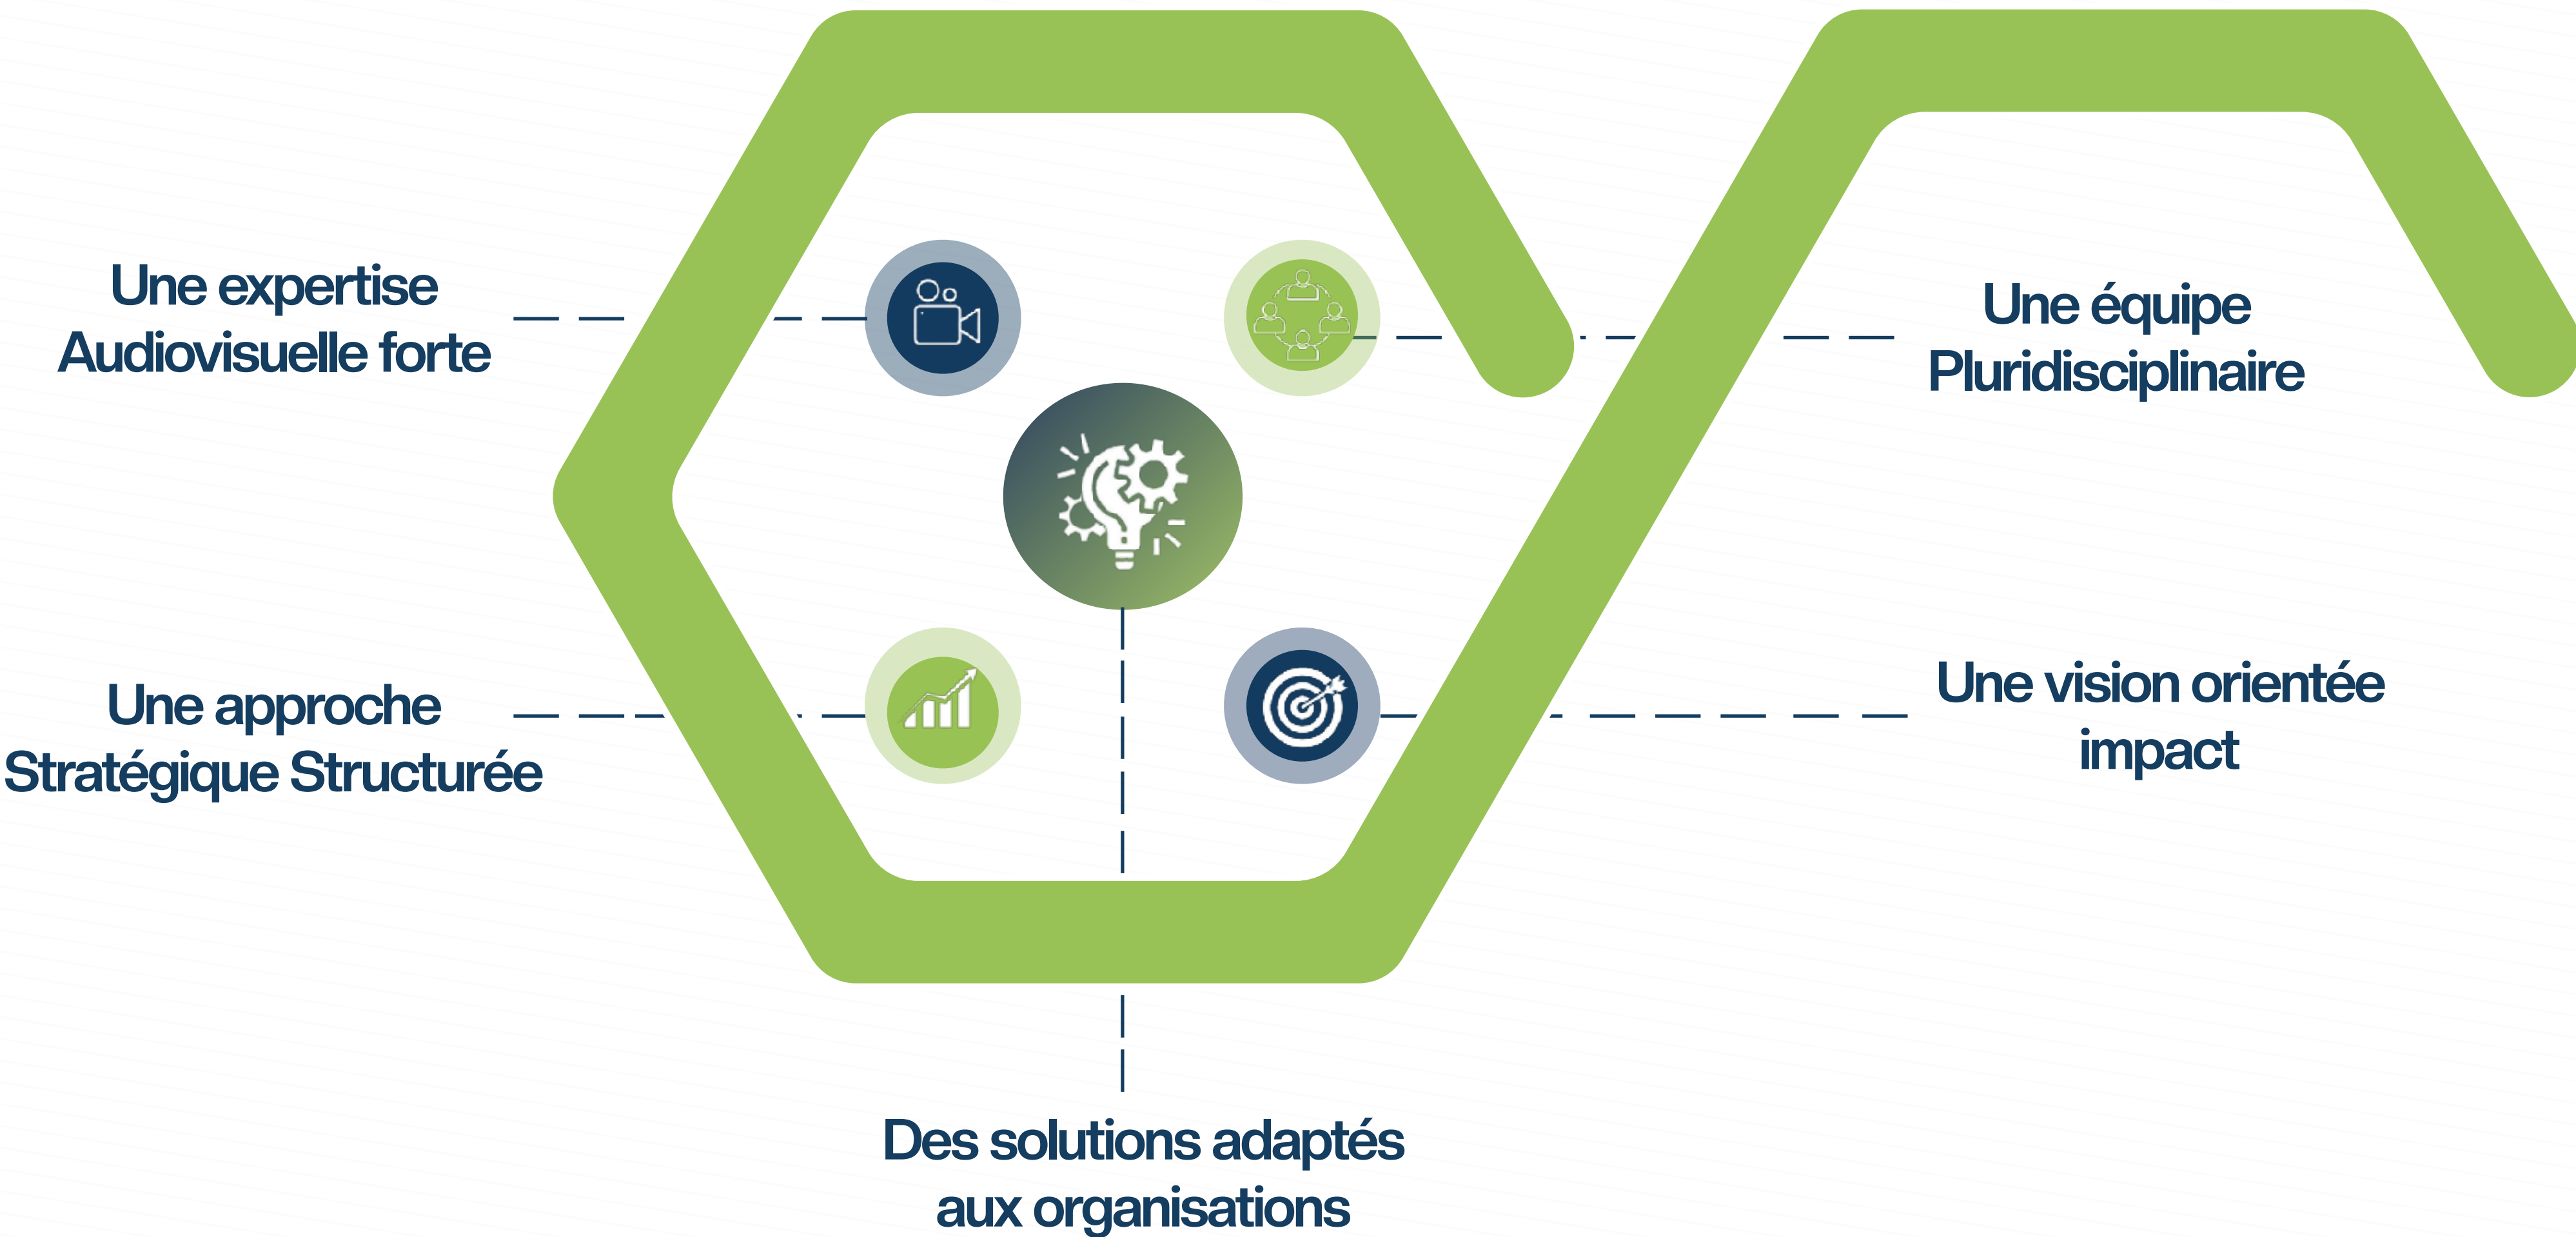 Une expertise
Audiovisuelle forte
Une équipe
Pluridisciplinaire
Une approche
Stratégique Structurée
Une vision orientée
impact
Des solutions adaptés
aux organisations